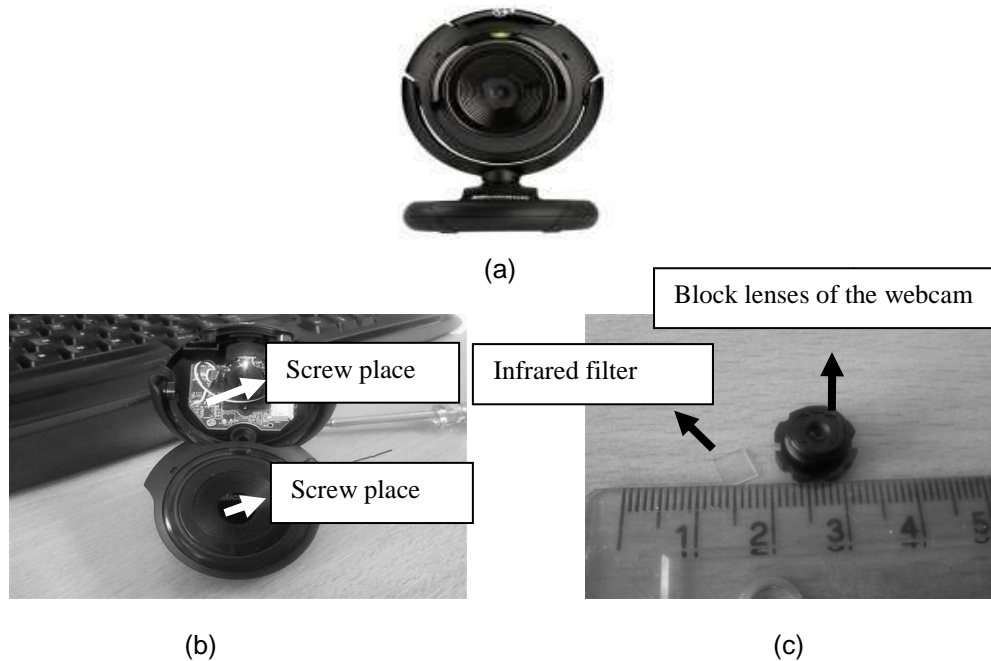 (a)
Block lenses of the webcam
Screw place
Infrared filter
Screw place
1 2 3 4 5
(b) (c)